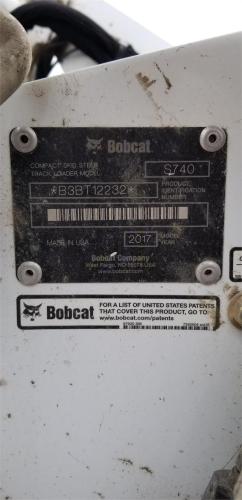 Bobcat
COMPACT SKID STEER
TRACK LOADER MODEL
S740
*B3BT12232*
PRODUCT
IDENTIFICATION
NUMBER
MADE IN USA
2017
MODEL
YEAR
Bobcat Company
West Fargo, ND 58078 USA
www.bobcat.com
Bobcat
FOR A LIST OF UNITED STATES PATENTS
THAT COVER THIS PRODUCT, GO TO:
www.Bobcat.com/patents